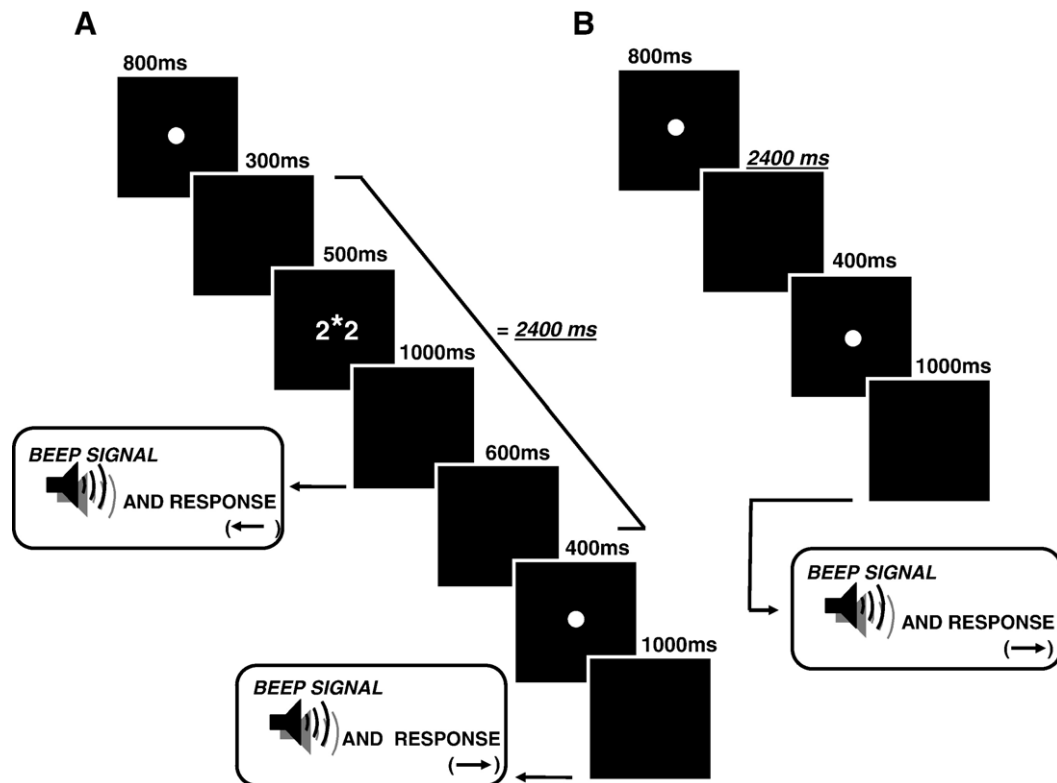 A
800ms
300ms
500ms
2*2
1000ms
= 2400 ms
BEEP SIGNAL
AND RESPONSE
(←)
600ms
400ms
1000ms
BEEP SIGNAL
AND RESPONSE
(→)
B
800ms
2400 ms
400ms
1000ms
BEEP SIGNAL
AND RESPONSE
(→)